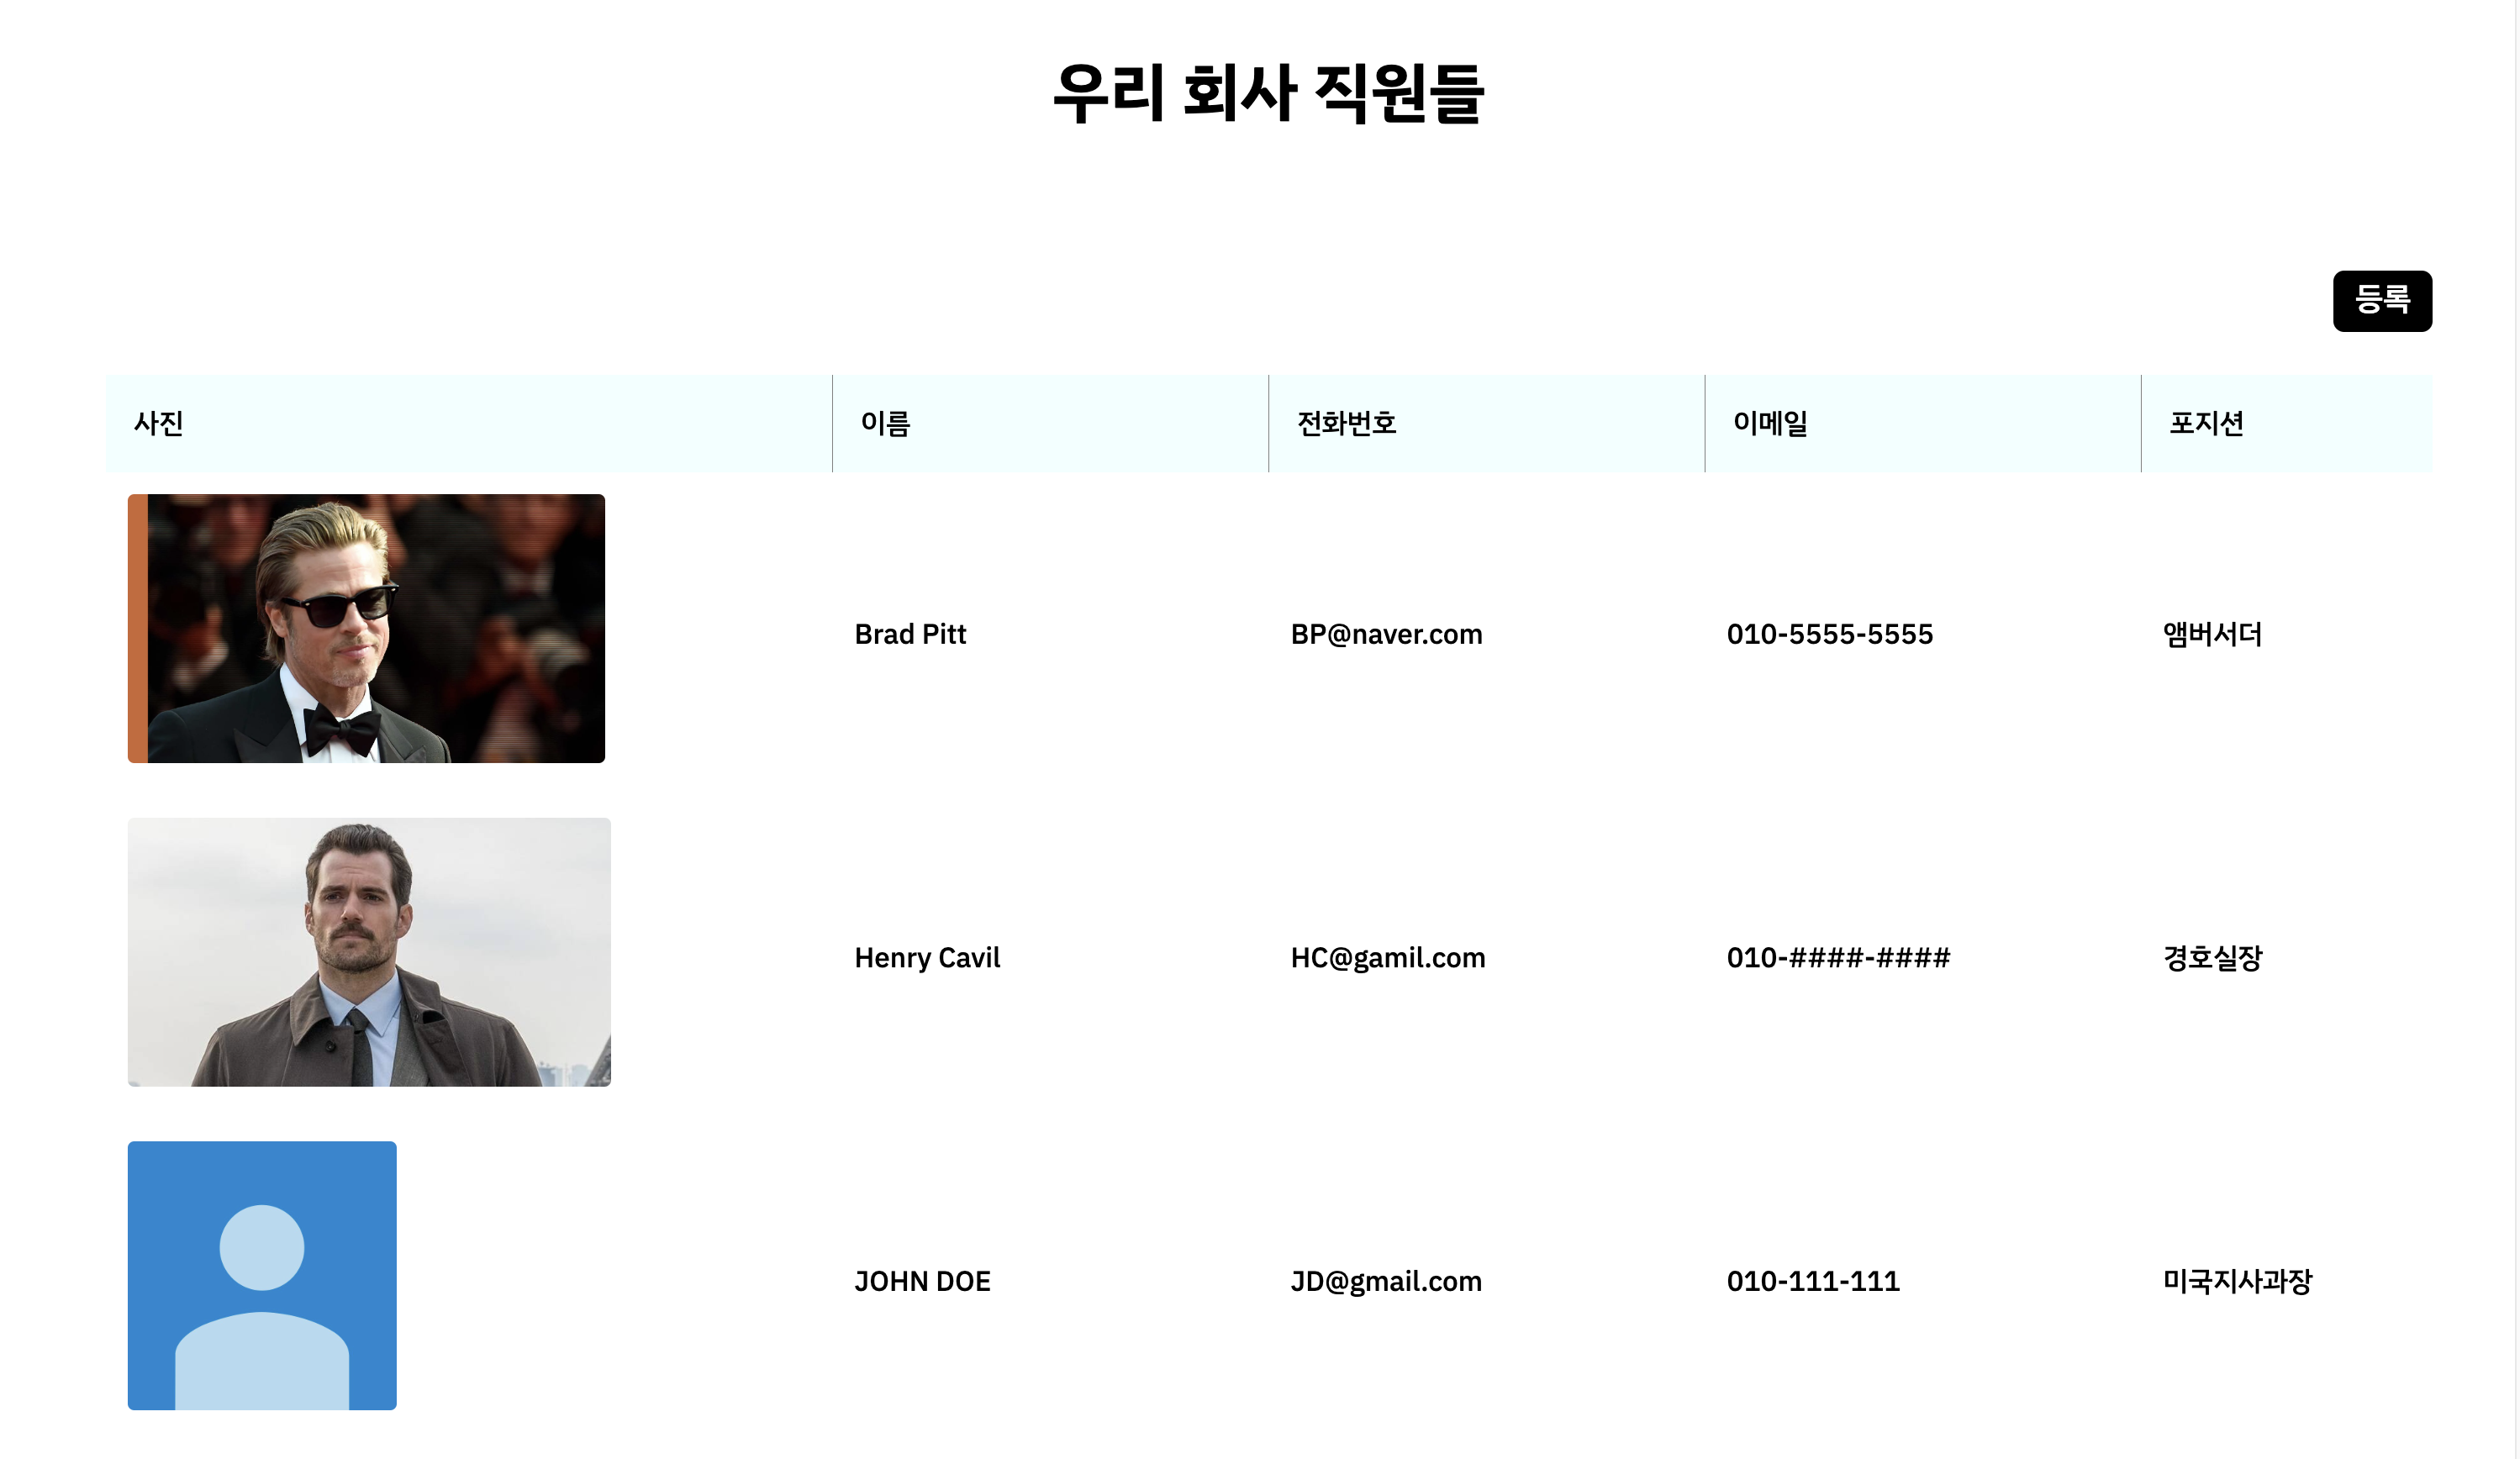 우리 회사 직원들
등록
사진 이름 전화번호 이메일 포지션
Brad Pitt BP@naver.com 010-5555-5555 앰버서더
Henry Cavil HC@gamil.com 010-####-#### 경호실장
JOHN DOE JD@gmail.com 010-111-111 미국지사과장